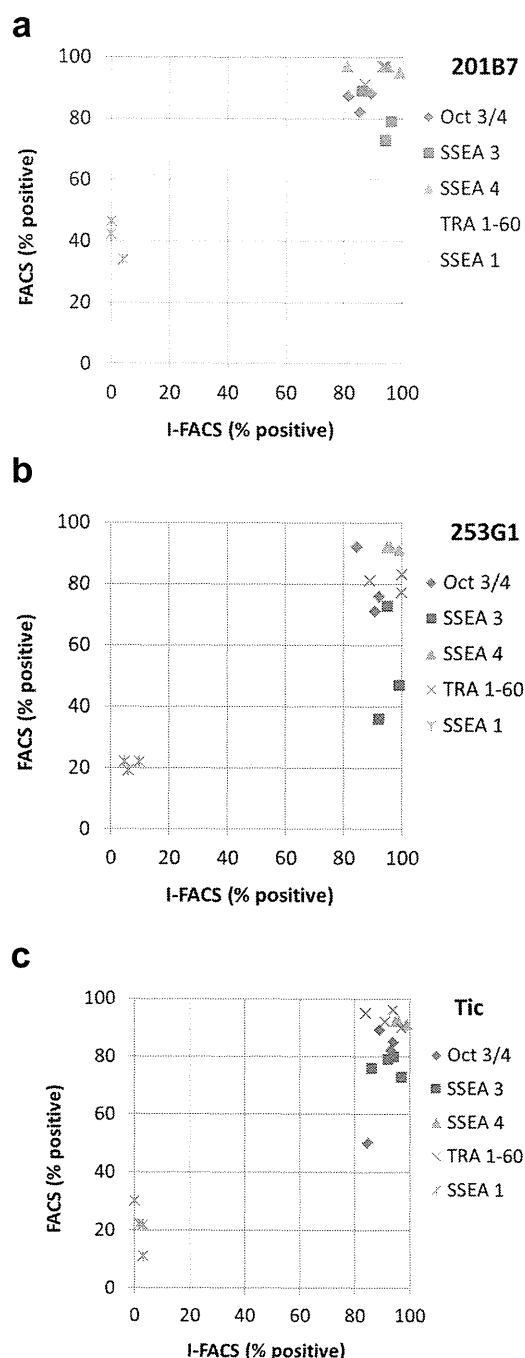 a
201B7
100
80
60
40
20
0
FACS (% positive)
0 20 40 60 80 100
I-FACS (% positive)
Oct 3/4
SSEA 3
SSEA 4
TRA 1-60
SSEA 1
b
253G1
100
80
60
40
20
0
FACS (% positive)
0 20 40 60 80 100
I-FACS (% positive)
Oct 3/4
SSEA 3
SSEA 4
TRA 1-60
SSEA 1
c
Tic
100
80
60
40
20
0
FACS (% positive)
0 20 40 60 80 100
I-FACS (% positive)
Oct 3/4
SSEA 3
SSEA 4
TRA 1-60
SSEA 1